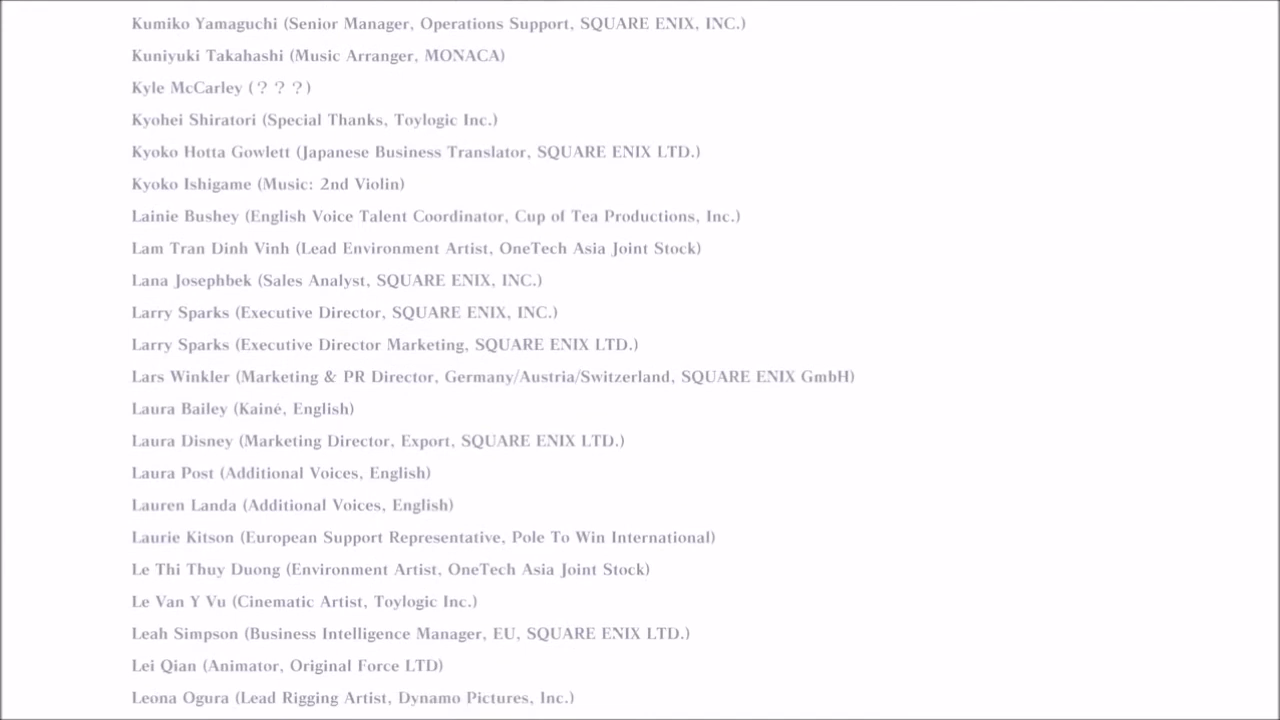 Kumiko Yamaguchi (Senior Manager, Operations Support, SQUARE ENIX, INC.)
Kuniyuki Takahashi (Music Arranger, MONACA)
Kyle McCarley (？？？)
Kyohei Shiratori (Special Thanks, Toylogic Inc.)
Kyoko Hotta Gowlett (Japanese Business Translator, SQUARE ENIX LTD.)
Kyoko Ishigame (Music: 2nd Violin)
Lainie Bushey (English Voice Talent Coordinator, Cup of Tea Productions, Inc.)
Lam Tran Dinh Vinh (Lead Environment Artist, OneTech Asia Joint Stock)
Lana Josephbek (Sales Analyst, SQUARE ENIX, INC.)
Larry Sparks (Executive Director, SQUARE ENIX, INC.)
Larry Sparks (Executive Director Marketing, SQUARE ENIX LTD.)
Lars Winkler (Marketing & PR Director, Germany/Austria/Switzerland, SQUARE ENIX GmbH)
Laura Bailey (Kainé, English)
Laura Disney (Marketing Director, Export, SQUARE ENIX LTD.)
Laura Post (Additional Voices, English)
Lauren Landa (Additional Voices, English)
Laurie Kitson (European Support Representative, Pole To Win International)
Le Thi Thuy Duong (Environment Artist, OneTech Asia Joint Stock)
Le Van Y Vu (Cinematic Artist, Toylogic Inc.)
Leah Simpson (Business Intelligence Manager, EU, SQUARE ENIX LTD.)
Lei Qian (Animator, Original Force LTD)
Leona Ogura (Lead Rigging Artist, Dynamo Pictures, Inc.)